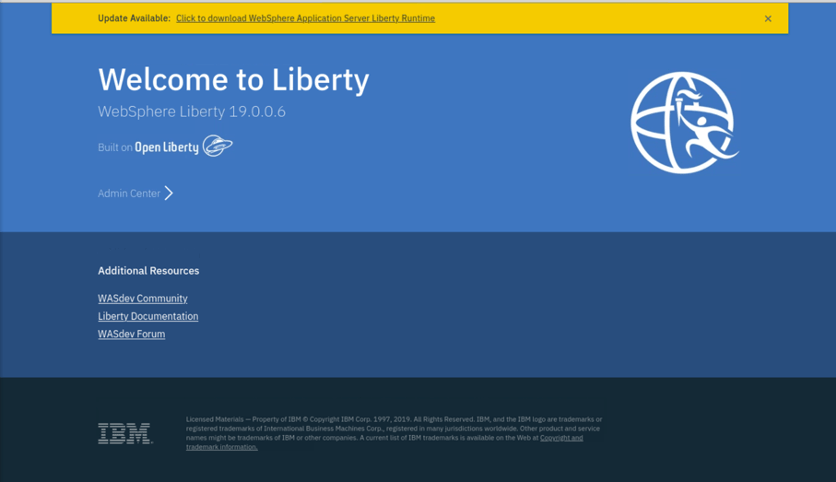 Update Available: Click to download WebSphere Application Server Liberty Runtime ×
Welcome to Liberty
WebSphere Liberty 19.0.0.6
Built on Open Liberty
Admin Center
Additional Resources
WASdev Community
Liberty Documentation
WASdev Forum
IBM
Licensed Materials — Property of IBM © Copyright IBM Corp. 1997, 2019. All Rights Reserved. IBM, and the IBM logo are trademarks or
registered trademarks of International Business Machines Corp., registered in many jurisdictions worldwide. Other product and service
names might be trademarks of IBM or other companies. A current list of IBM trademarks is available on the Web at Copyright and
trademark information.